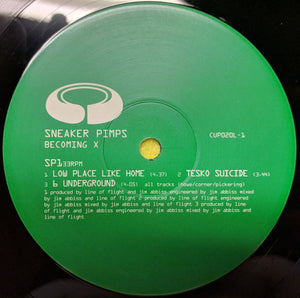 SNEAKER PIMPS
BECOMING X
CUP020L-1
SP1 33RPM
1 LOW PLACE LIKE HOME (4.37) 2 TESKO SUICIDE (3.44)
3 6 UNDERGROUND (4.05) all tracks (howe/corner/pickering)
1 produced by line of flight and jim abbiss engineered by jim abbiss mixed
by jim abbiss and line of flight 2 produced by line of flight engineered
by jim abbiss mixed by jim abbiss and line of flight 3 produced by line
of flight engineered by jim abbiss mixed by jim abbiss and line of
flight